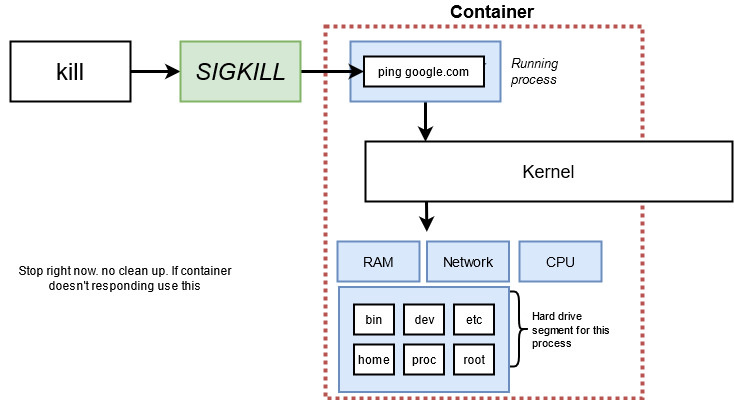 Container
kill
SIGKILL
ping google.com
Running
process
Kernel
Stop right now. no clean up. If container
doesn't responding use this
RAM
Network
CPU
bin
dev
etc
home
proc
root
Hard drive
segment for this
process